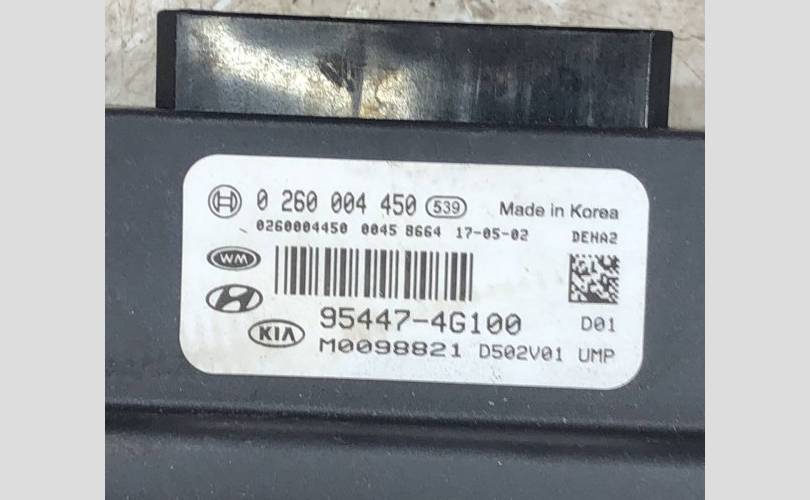 0 260 004 450 539 Made in Korea
0260004450 0045 8664 17-05-02 DEHA2
WM
95447-4G100 D01
KIA M0098821 D502V01 UMP